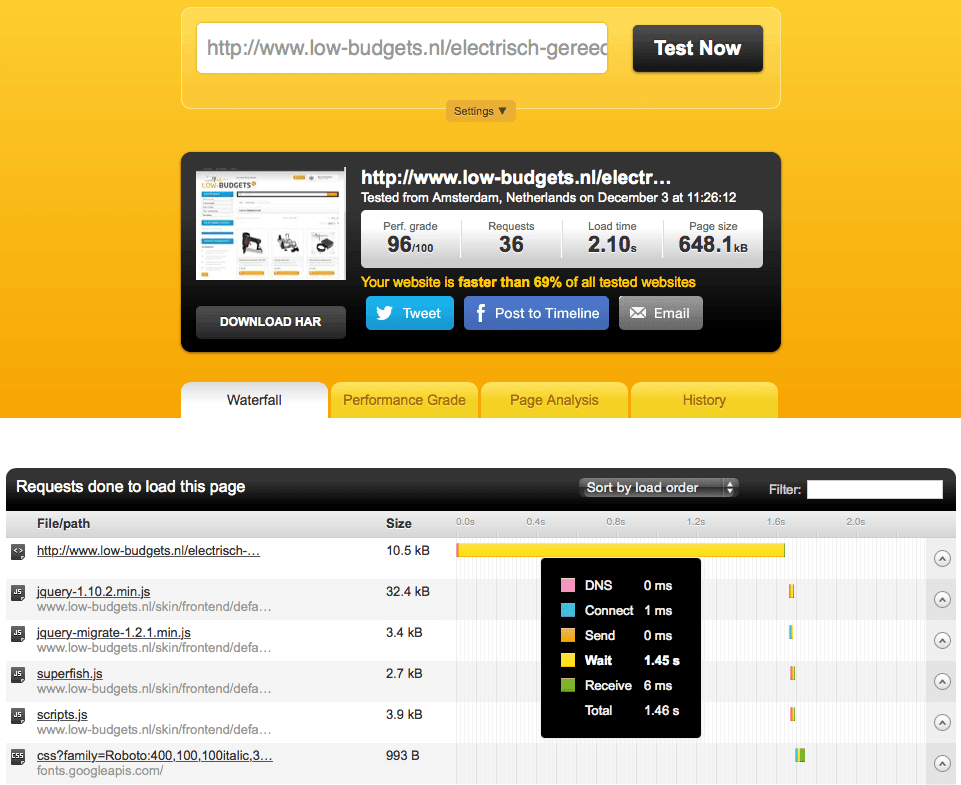 http://www.low-budgets.nl/electrisch-gereed
Test Now
Settings ▼
LOW-BUDGETS
http://www.low-budgets.nl/electr…
Tested from Amsterdam, Netherlands on December 3 at 11:26:12
Perf. grade Requests Load time Page size
96/100 36 2.10s 648.1kB
Your website is faster than 69% of all tested websites
DOWNLOAD HAR Tweet Post to Timeline Email
Waterfall Performance Grade Page Analysis History
Requests done to load this page Sort by load order Filter:
File/path Size 0.0s 0.4s 0.8s 1.2s 1.6s 2.0s
<> http://www.low-budgets.nl/electrisch-… 10.5 kB
JS jquery-1.10.2.min.js 32.4 kB
www.low-budgets.nl/skin/frontend/defa…
JS jquery-migrate-1.2.1.min.js 3.4 kB
www.low-budgets.nl/skin/frontend/defa…
JS superfish.js 2.7 kB
www.low-budgets.nl/skin/frontend/defa…
JS scripts.js 3.9 kB
www.low-budgets.nl/skin/frontend/defa…
CSS css?family=Roboto:400,100,100italic,3… 993 B
fonts.googleapis.com/
DNS 0 ms
Connect 1 ms
Send 0 ms
Wait 1.45 s
Receive 6 ms
Total 1.46 s